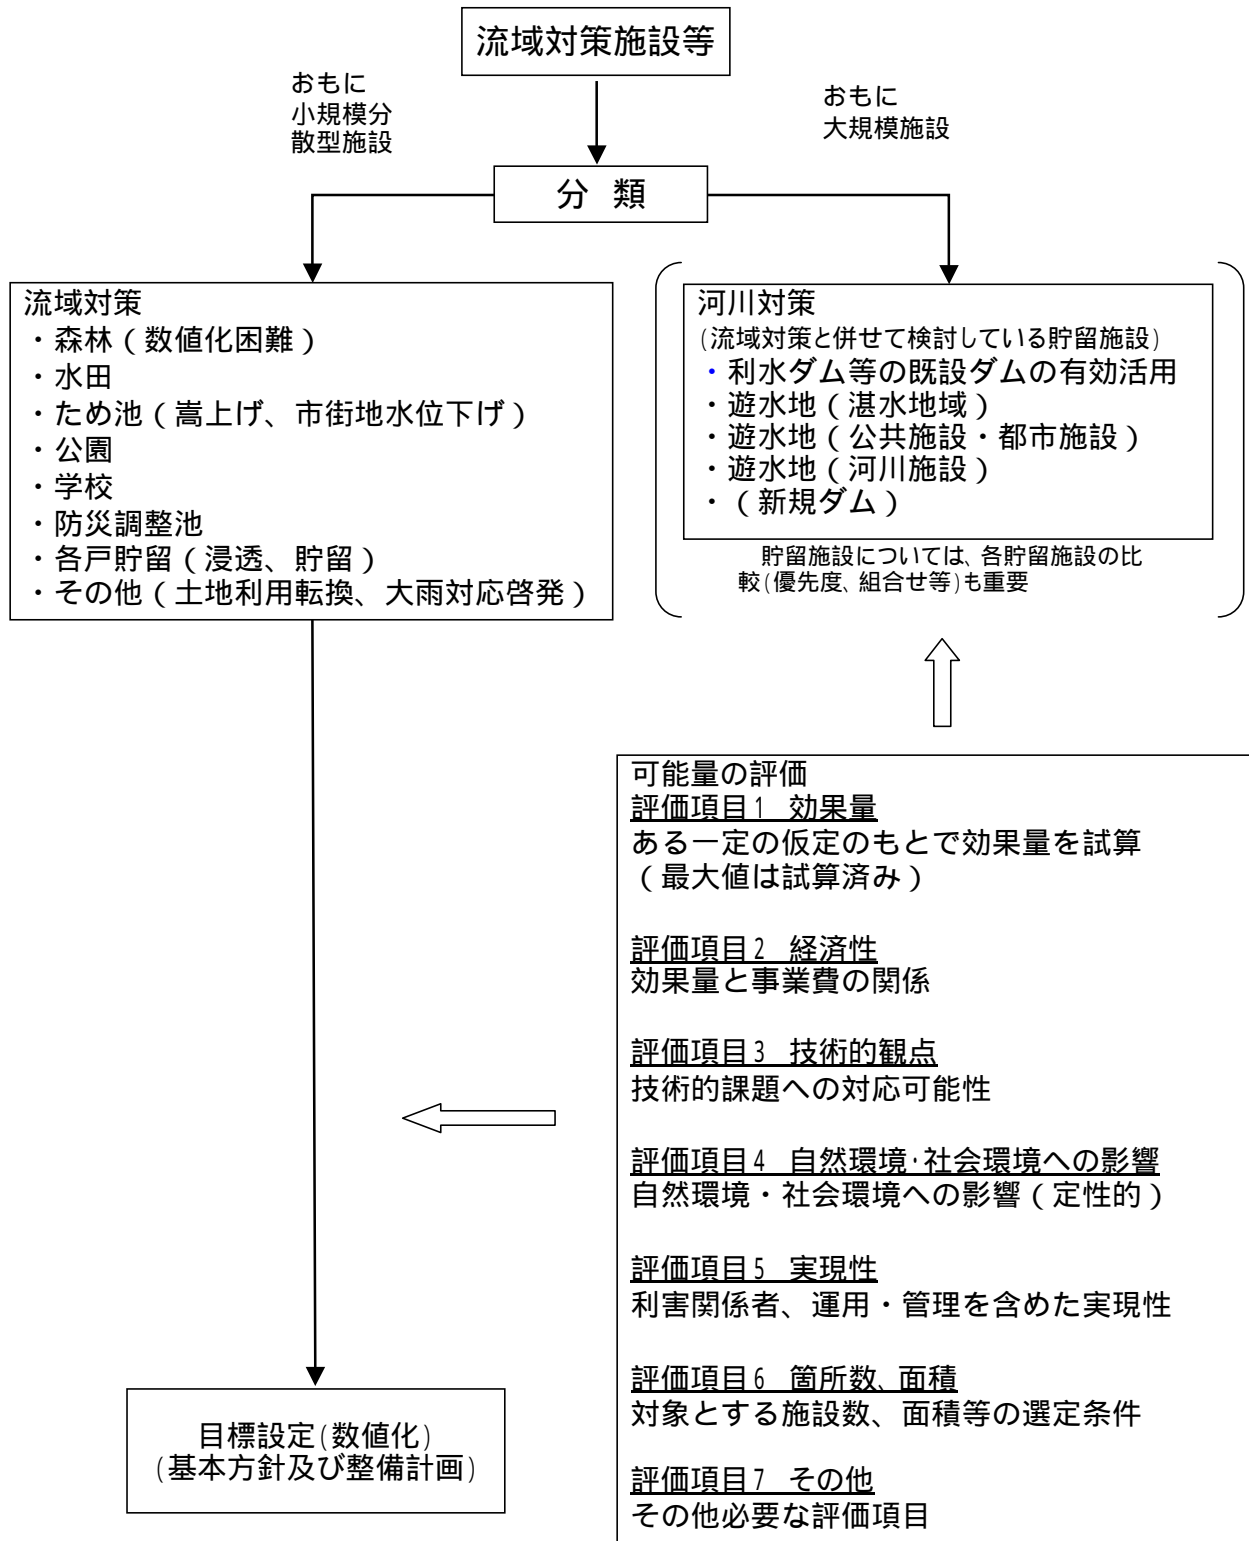 流域対策施設等
おもに
小規模分
散型施設
おもに
大規模施設
分 類
流域対策
・森林(数値化困難)
・水田
・ため池(嵩上げ、市街地水位下げ)
・公園
・学校
・防災調整池
・各戸貯留(浸透、貯留)
・その他(土地利用転換、大雨対応啓発)
河川対策
(流域対策と併せて検討している貯留施設)
・利水ダム等の既設ダムの有効活用
・遊水地(湛水地域)
・遊水地(公共施設・都市施設)
・遊水地(河川施設)
・(新規ダム)
貯留施設については、各貯留施設の比
較(優先度、組合せ等)も重要
可能量の評価
評価項目1 効果量
ある一定の仮定のもとで効果量を試算
(最大値は試算済み)
評価項目2 経済性
効果量と事業費の関係
評価項目3 技術的観点
技術的課題への対応可能性
評価項目4 自然環境・社会環境への影響
自然環境・社会環境への影響(定性的)
評価項目5 実現性
利害関係者、運用・管理を含めた実現性
評価項目6 箇所数、面積
対象とする施設数、面積等の選定条件
評価項目7 その他
その他必要な評価項目
目標設定(数値化)
(基本方針及び整備計画)